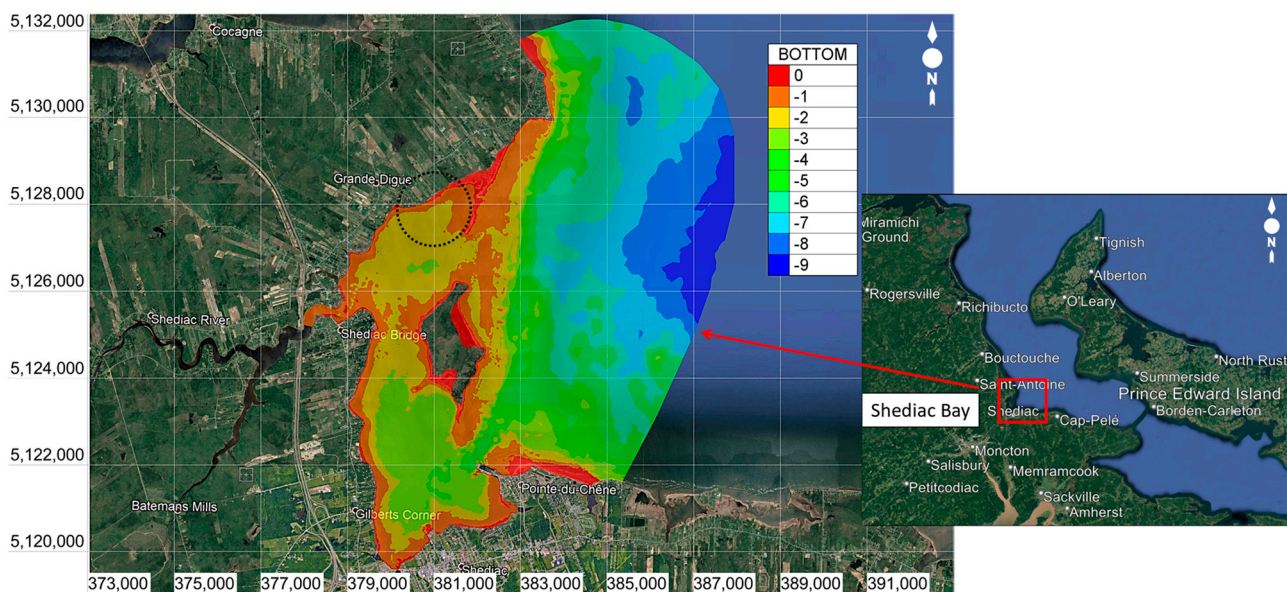 5,132,000
5,130,000
5,128,000
5,126,000
5,124,000
5,122,000
5,120,000
373,000
375,000
377,000
379,000
381,000
383,000
385,000
387,000
389,000
391,000
Cocagne
Grande-Digue
Shediac River
Shediac Bridge
Batemans Mills
Gilberts Corner
Pointe-du-Chêne
Shediac
N
BOTTOM
0
-1
-2
-3
-4
-5
-6
-7
-8
-9
Miramichi
Ground
Rogersville
Richibucto
Bouctouche
Saint-Antoine
Shediac Bay
Shediac
Cap-Pelé
Moncton
Salisbury
Memramcook
Petitcodiac
Sackville
Amherst
Tignish
Alberton
O'Leary
North Rust
Summerside
Prince Edward Island
Borden-Carleton
N